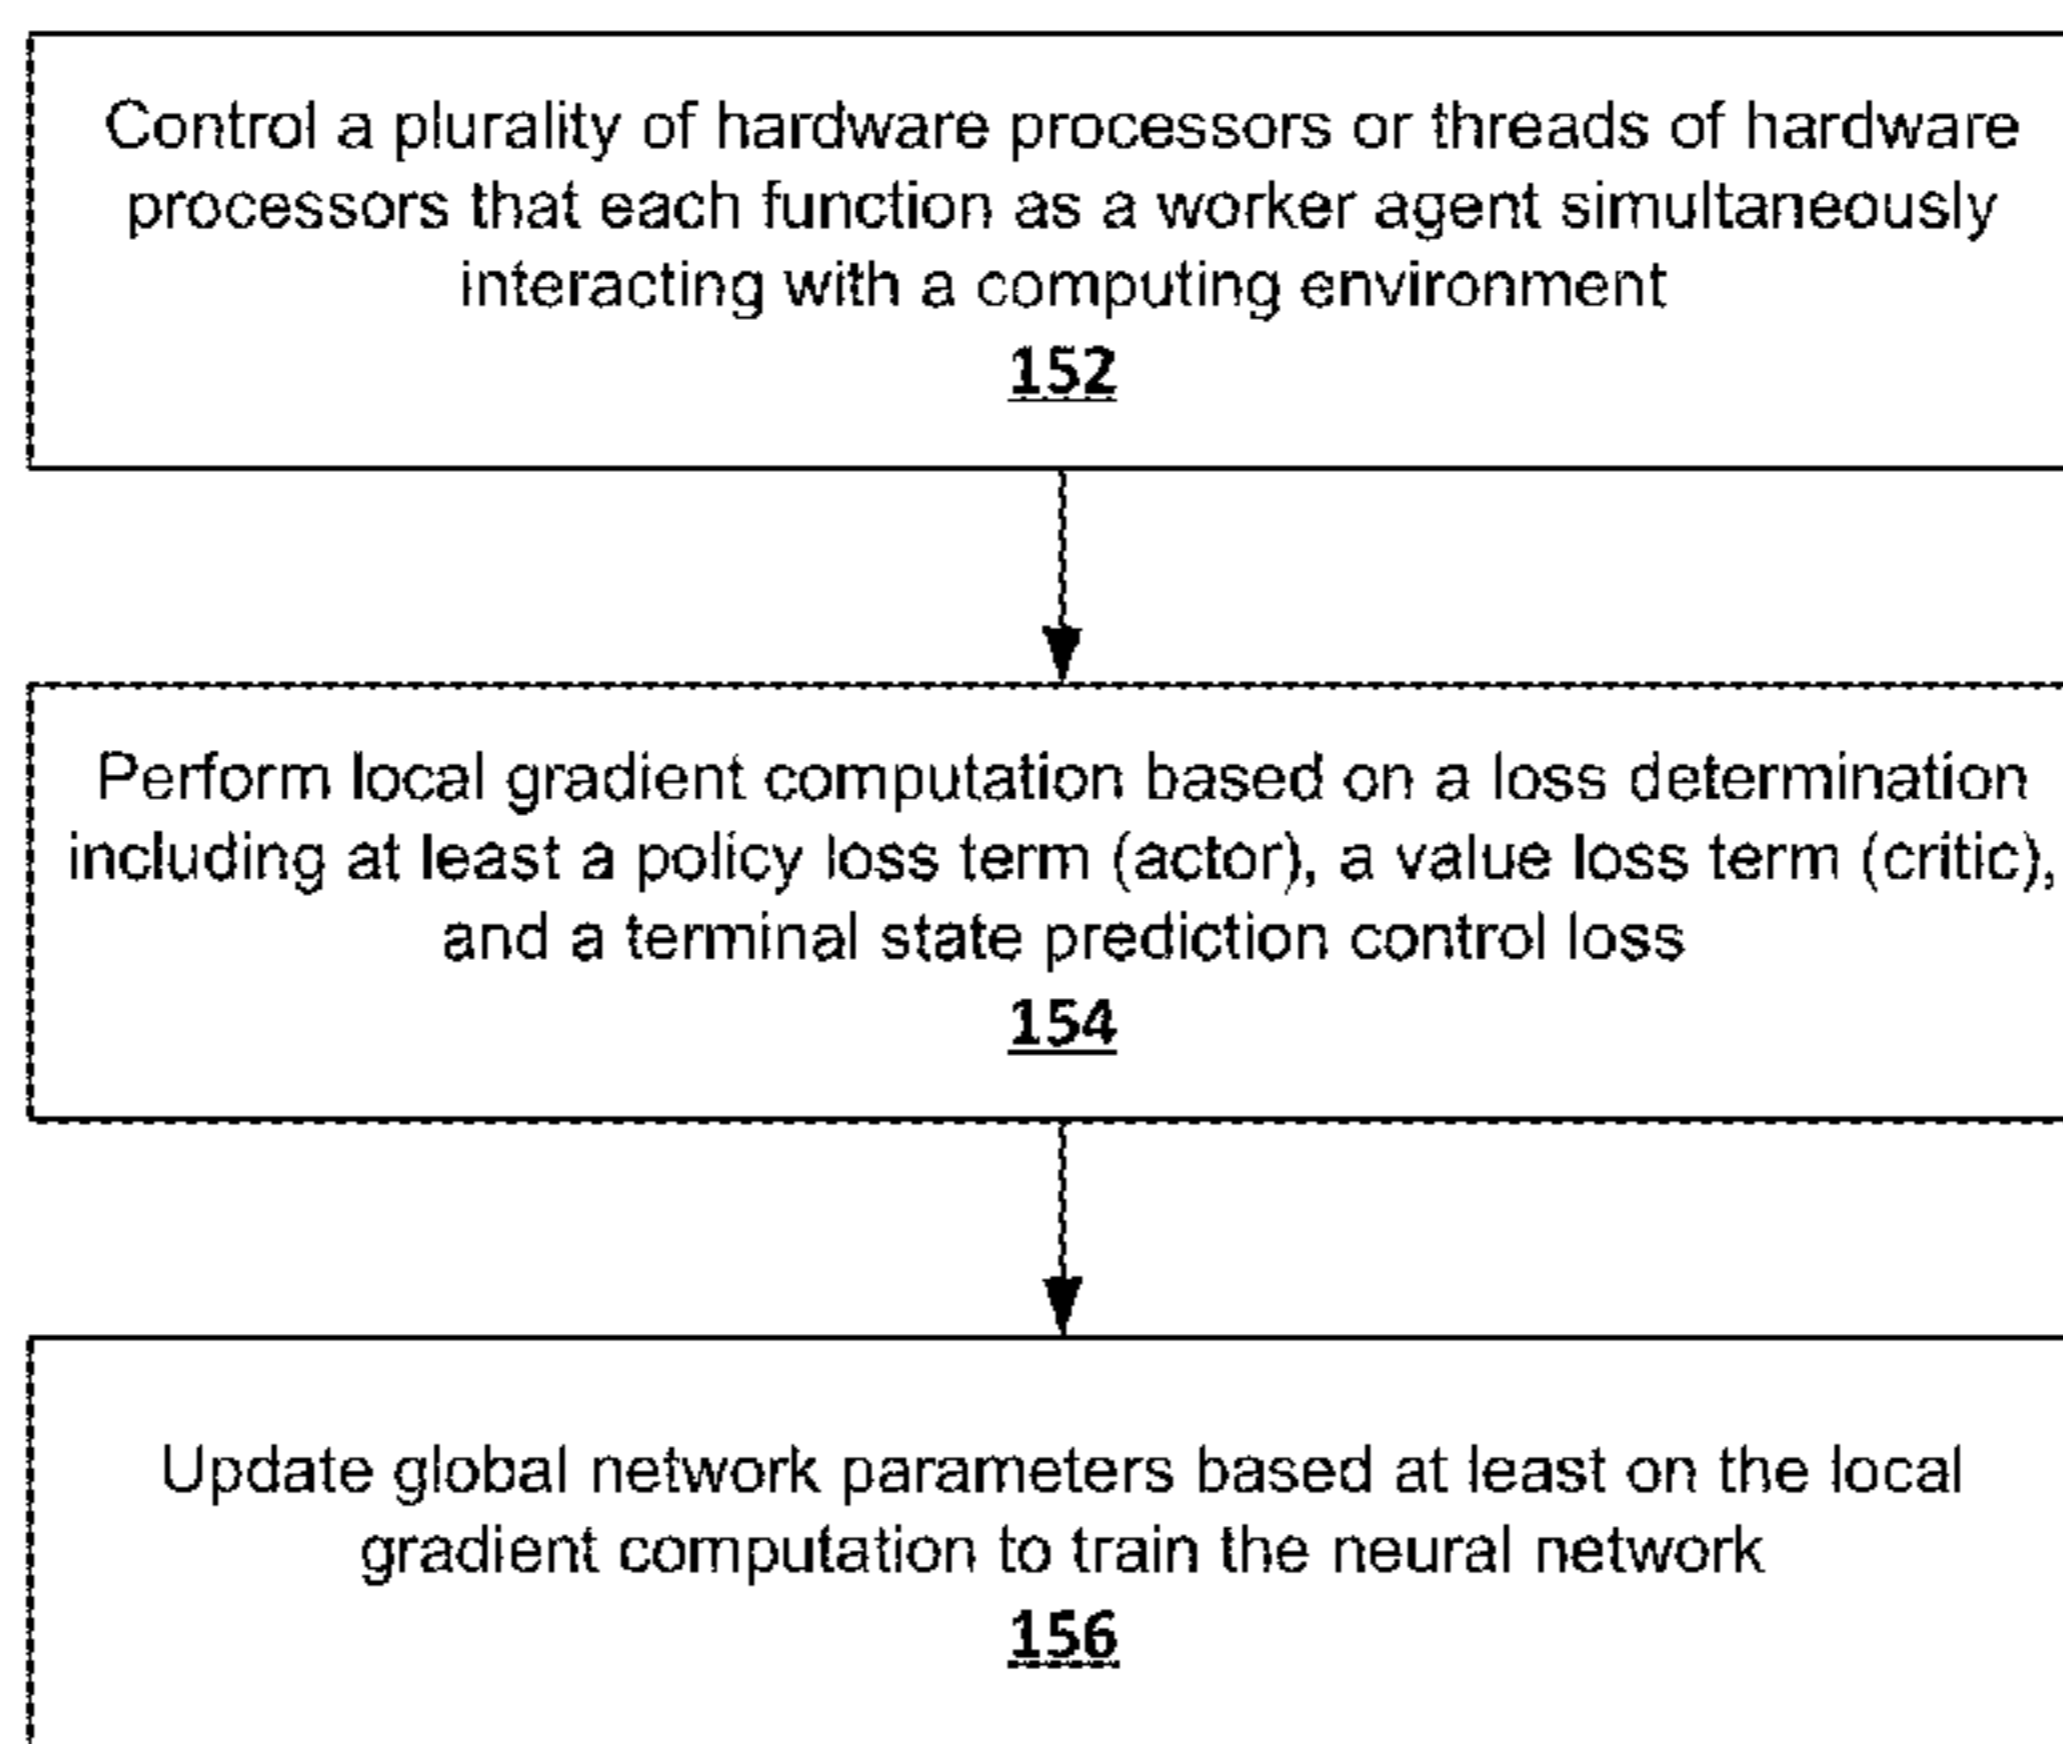 Control a plurality of hardware processors or threads of hardware
processors that each function as a worker agent simultaneously
interacting with a computing environment
152
Perform local gradient computation based on a loss determination
including at least a policy loss term (actor), a value loss term (critic),
and a terminal state prediction control loss
154
Update global network parameters based at least on the local
gradient computation to train the neural network
156